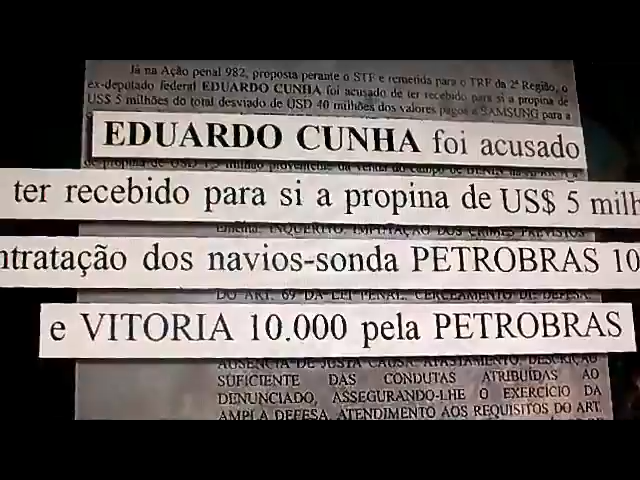 Já na Ação penal 982, proposta perante o STF e remetida para o TRF da 2ª Região, o
ex-deputado federal EDUARDO CUNHA foi acusado de ter recebido para si a propina de
US$ 5 milhões do total desviado de USD 40 milhões dos valores pagos a SAMSUNG para a
EDUARDO CUNHA foi acusado
ter recebido para si a propina de US$ 5 milh
INQUÉRITO. IMPUTAÇÃO DOS CRIMES PREVISTOS
ntratação dos navios-sonda PETROBRAS 10
DO ART. 69 DA LEI PENAL. CERCEAMENTO DE DEFESA.
e VITORIA 10.000 pela PETROBRAS
AUSÊNCIA DE JUSTA CAUSA. AFASTAMENTO. DESCRIÇÃO
SUFICIENTE DAS CONDUTAS ATRIBUÍDAS AO
DENUNCIADO, ASSEGURANDO-LHE O EXERCÍCIO DA
AMPLA DEFESA. ATENDIMENTO AOS REQUISITOS DO ART.